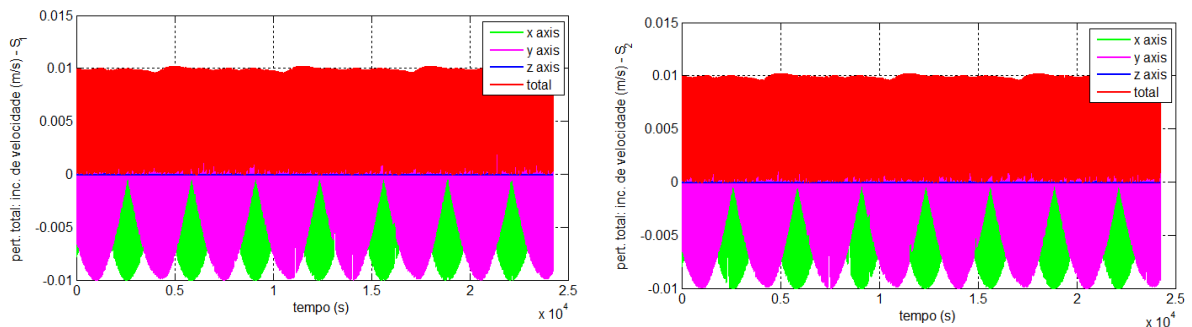 pert. total: inc. de velocidade (m/s) - S1
0.015
0.01
0.005
0
-0.005
-0.01
0
0.5
1
1.5
2
2.5
x 10^4
tempo (s)
x axis
y axis
z axis
total
pert. total: inc. de velocidade (m/s) - S2
0.015
0.01
0.005
0
-0.005
-0.01
0
0.5
1
1.5
2
2.5
x 10^4
tempo (s)
x axis
y axis
z axis
total